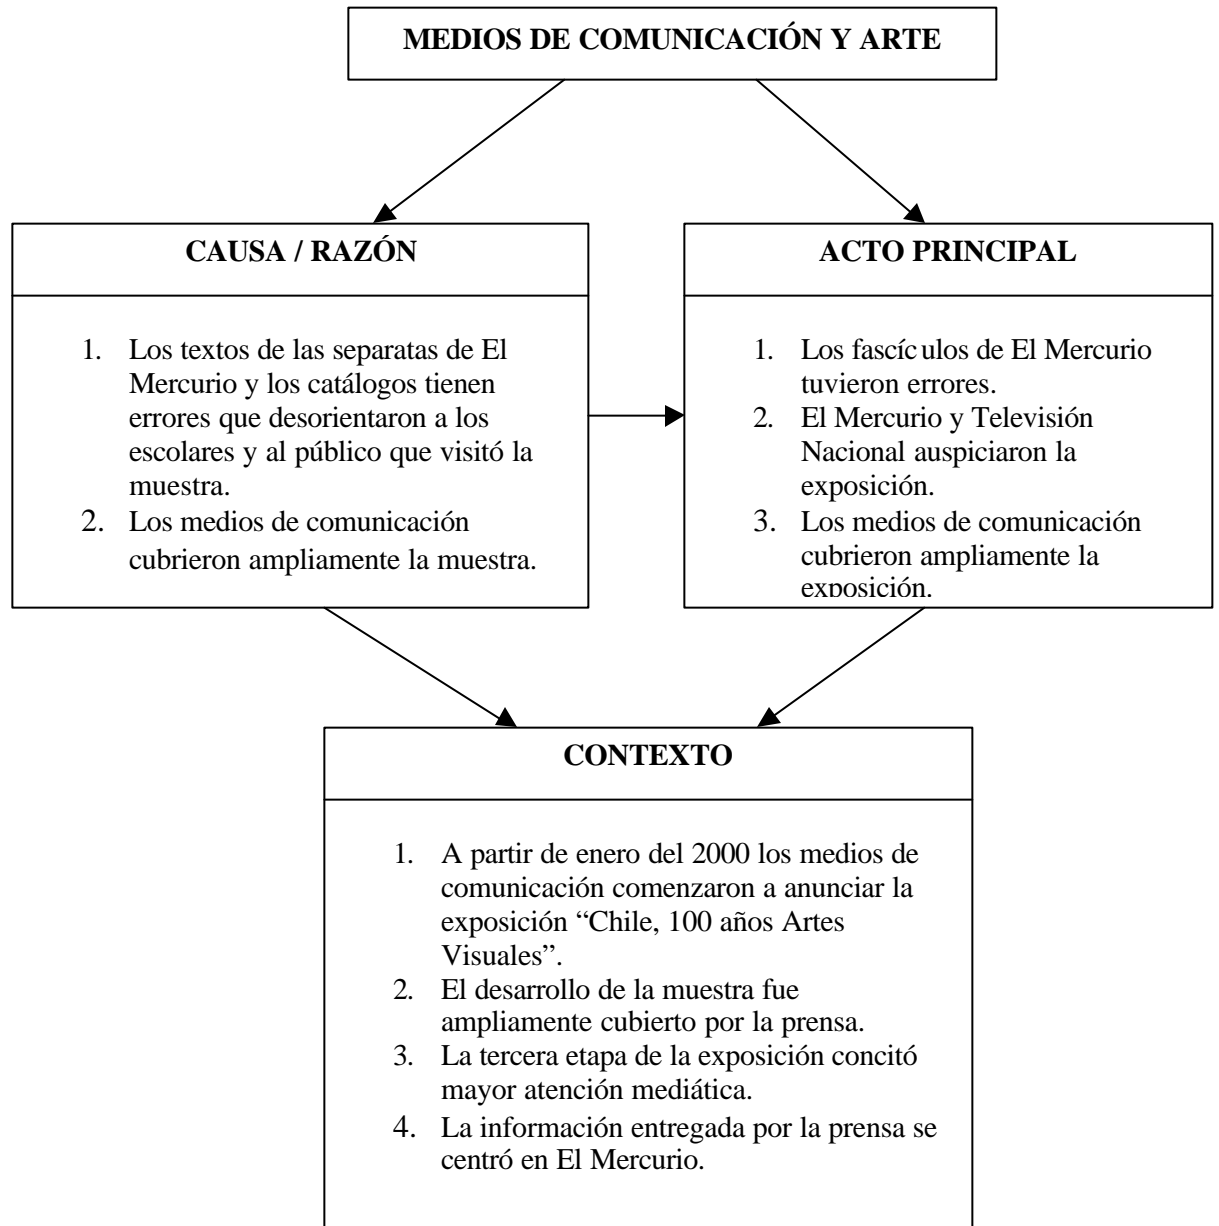 MEDIOS DE COMUNICACIÓN Y ARTE
CAUSA / RAZÓN
1. Los textos de las separatas de El
Mercurio y los catálogos tienen
errores que desorientaron a los
escolares y al público que visitó la
muestra.
2. Los medios de comunicación
cubrieron ampliamente la muestra.
ACTO PRINCIPAL
1. Los fascículos de El Mercurio
tuvieron errores.
2. El Mercurio y Televisión
Nacional auspiciaron la
exposición.
3. Los medios de comunicación
cubrieron ampliamente la
exposición.
CONTEXTO
1. A partir de enero del 2000 los medios de
comunicación comenzaron a anunciar la
exposición “Chile, 100 años Artes
Visuales”.
2. El desarrollo de la muestra fue
ampliamente cubierto por la prensa.
3. La tercera etapa de la exposición concitó
mayor atención mediática.
4. La información entregada por la prensa se
centró en El Mercurio.